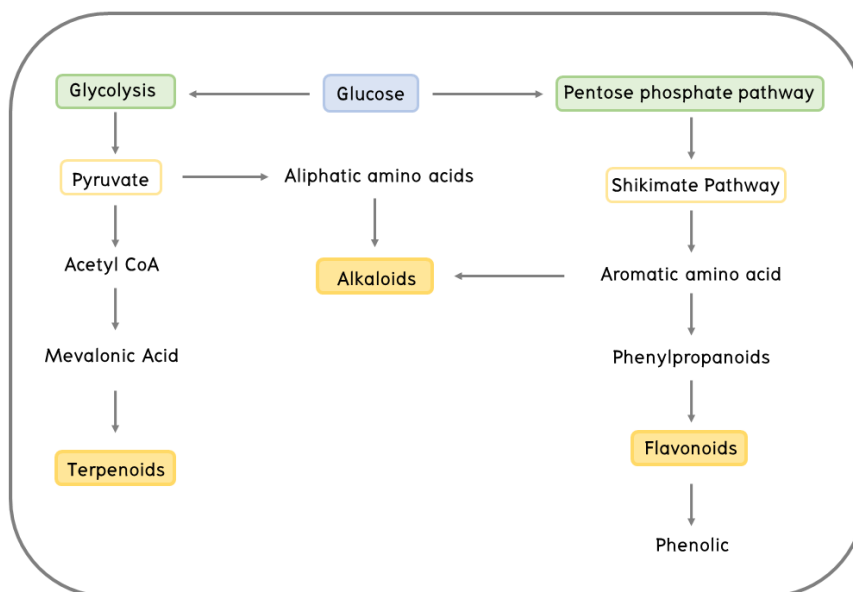 Glycolysis
Glucose
Pentose phosphate pathway
Pyruvate
Aliphatic amino acids
Shikimate Pathway
Acetyl CoA
Alkaloids
Aromatic amino acid
Mevalonic Acid
Phenylpropanoids
Terpenoids
Flavonoids
Phenolic